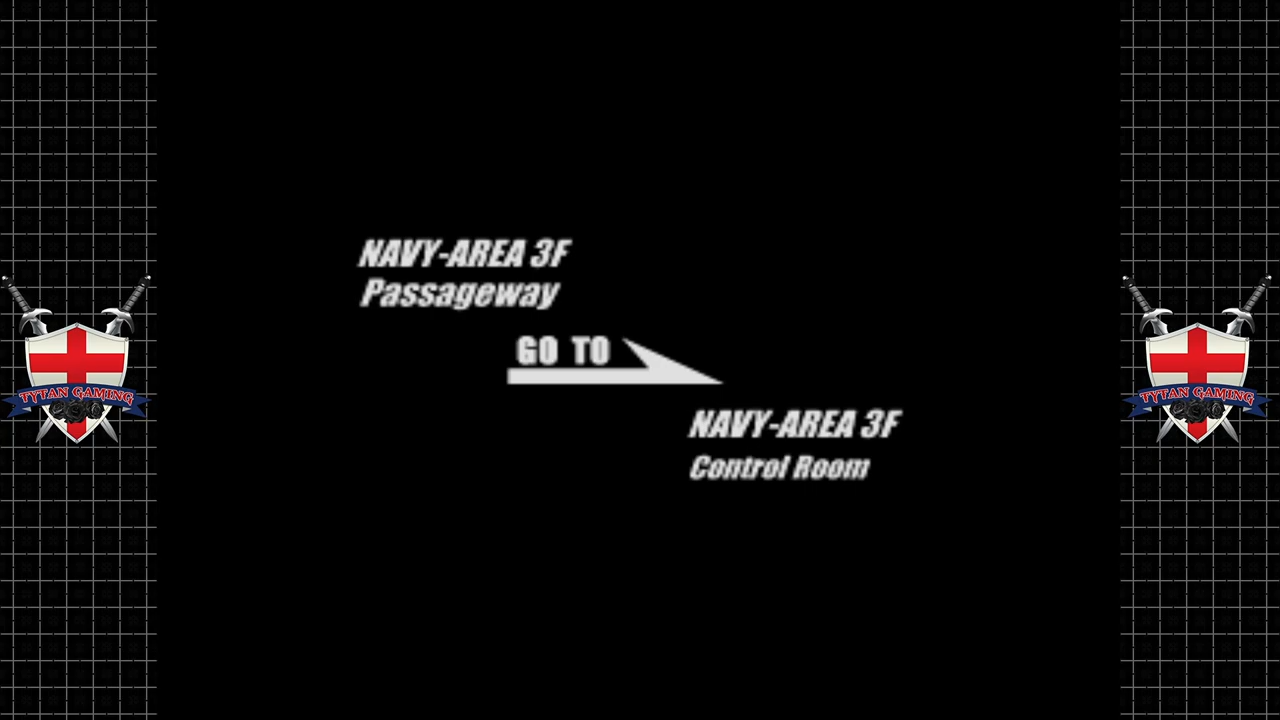 NAVY-AREA 3F
Passageway
GO TO
NAVY-AREA 3F
Control Room
TYTAN GAMING
TYTAN GAMING